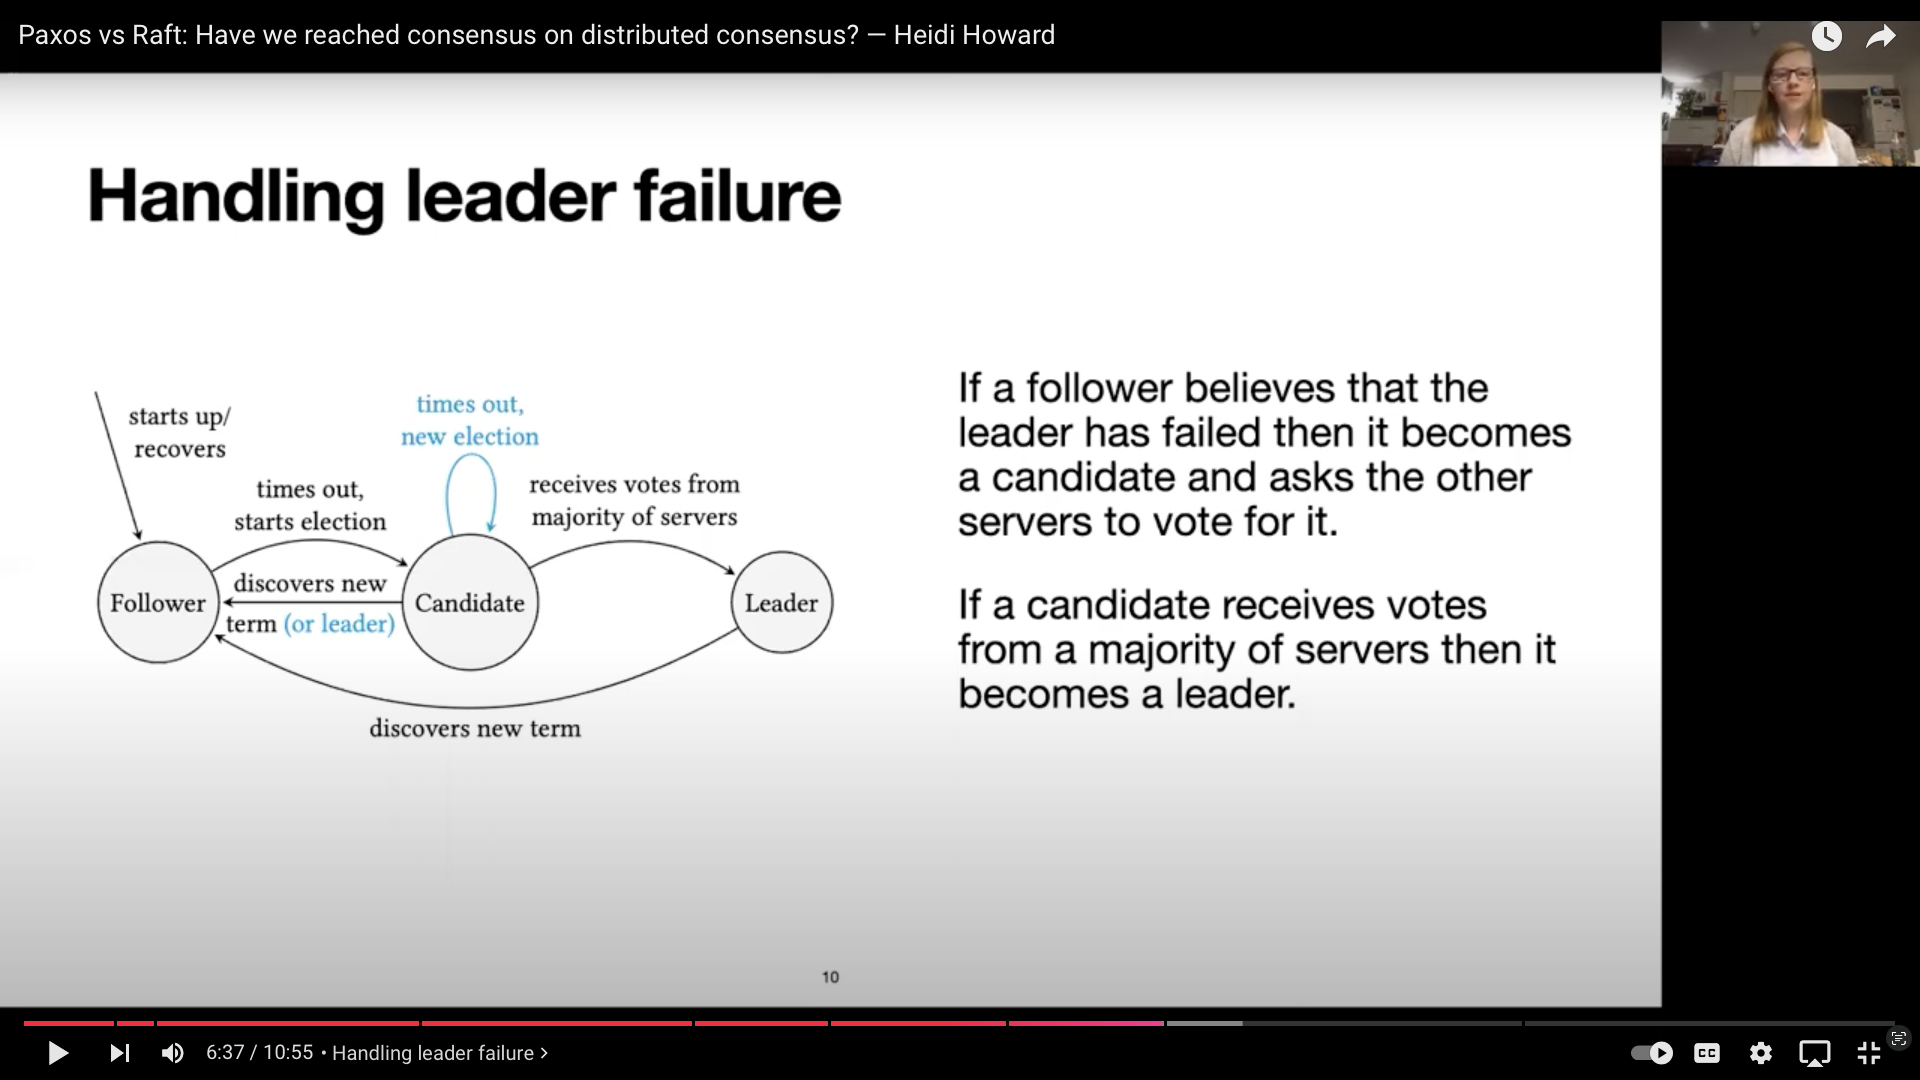 Paxos vs Raft: Have we reached consensus on distributed consensus? — Heidi Howard
Handling leader failure
starts up/
recovers
times out,
new election
times out,
starts election
receives votes from
majority of servers
Follower
discovers new
term (or leader)
Candidate
Leader
discovers new term
If a follower believes that the
leader has failed then it becomes
a candidate and asks the other
servers to vote for it.
If a candidate receives votes
from a majority of servers then it
becomes a leader.
10
6:37 / 10:55 • Handling leader failure >
CC